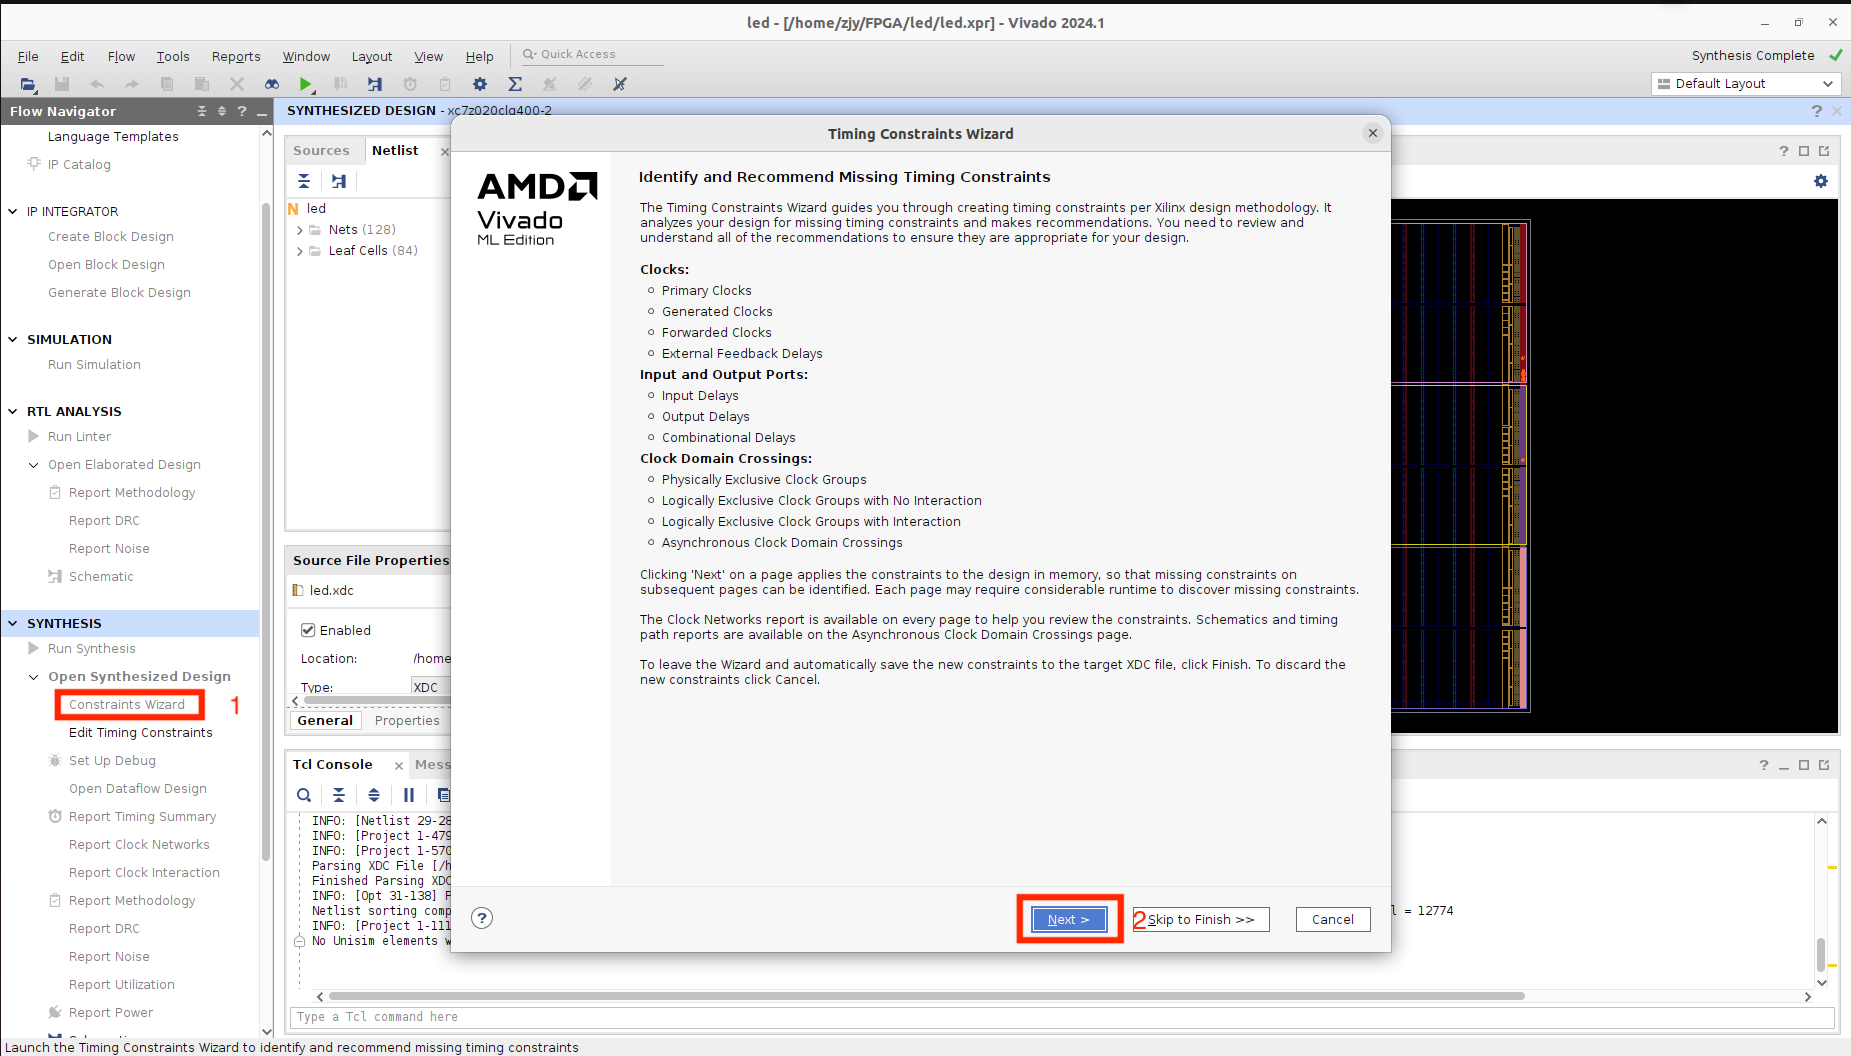 led - [/home/zjy/FPGA/led/led.xpr] - Vivado 2024.1
File Edit Flow Tools Reports Window Layout View Help Quick Access
Synthesis Complete
Default Layout
Flow Navigator
SYNTHESIZED DESIGN - xc7z020clg400-2
Language Templates
IP Catalog
IP INTEGRATOR
Create Block Design
Open Block Design
Generate Block Design
SIMULATION
Run Simulation
RTL ANALYSIS
Run Linter
Open Elaborated Design
Report Methodology
Report DRC
Report Noise
Schematic
SYNTHESIS
Run Synthesis
Open Synthesized Design
Constraints Wizard 1
Edit Timing Constraints
Set Up Debug
Open Dataflow Design
Report Timing Summary
Report Clock Networks
Report Clock Interaction
Report Methodology
Report DRC
Report Noise
Report Utilization
Report Power
Sources Netlist
N led
Nets (128)
Leaf Cells (84)
Source File Properties
led.xdc
Enabled
Location: /home
Type: XDC
General Properties
Tcl Console Mess
INFO: [Netlist 29-28
INFO: [Project 1-479
INFO: [Project 1-570
Parsing XDC File [/h
Finished Parsing XDC
INFO: [Opt 31-138] P
Netlist sorting comp
INFO: [Project 1-111
No Unisim elements w
l = 12774
Type a Tcl command here
Timing Constraints Wizard
AMD
Vivado
ML Edition
Identify and Recommend Missing Timing Constraints
The Timing Constraints Wizard guides you through creating timing constraints per Xilinx design methodology. It
analyzes your design for missing timing constraints and makes recommendations. You need to review and
understand all of the recommendations to ensure they are appropriate for your design.
Clocks:
Primary Clocks
Generated Clocks
Forwarded Clocks
External Feedback Delays
Input and Output Ports:
Input Delays
Output Delays
Combinational Delays
Clock Domain Crossings:
Physically Exclusive Clock Groups
Logically Exclusive Clock Groups with No Interaction
Logically Exclusive Clock Groups with Interaction
Asynchronous Clock Domain Crossings
Clicking 'Next' on a page applies the constraints to the design in memory, so that missing constraints on
subsequent pages can be identified. Each page may require considerable runtime to discover missing constraints.
The Clock Networks report is available on every page to help you review the constraints. Schematics and timing
path reports are available on the Asynchronous Clock Domain Crossings page.
To leave the Wizard and automatically save the new constraints to the target XDC file, click Finish. To discard the
new constraints click Cancel.
Next > 2 Skip to Finish >> Cancel
Launch the Timing Constraints Wizard to identify and recommend missing timing constraints